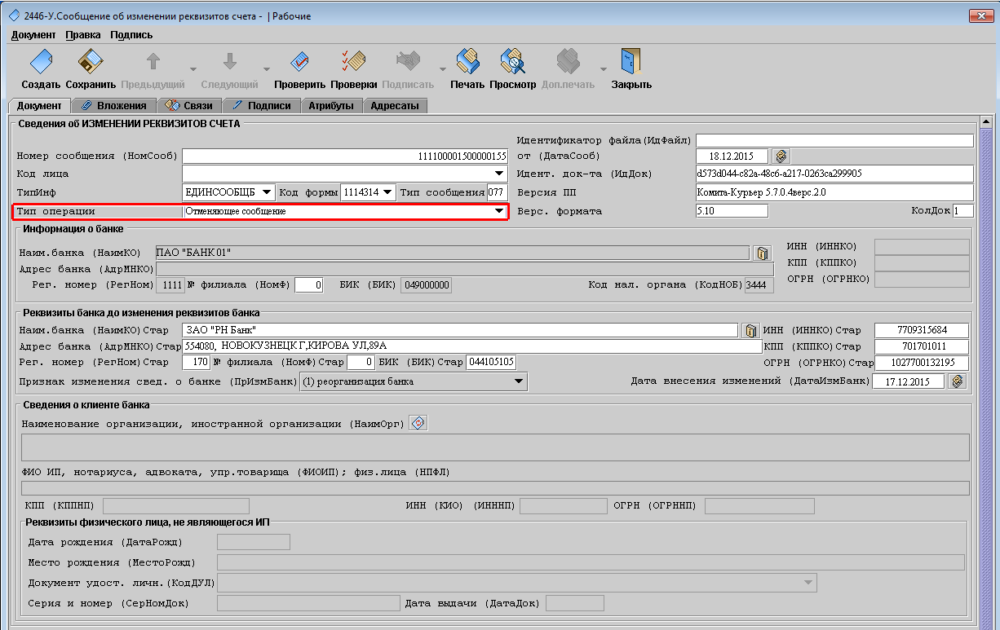 2446-У.Сообщение об изменении реквизитов счета - | Рабочие
Документ Правка Подпись
Создать Сохранить Предыдущий Следующий Проверить Проверки Подписать Печать Просмотр Доп.печать Закрыть
Документ Вложения Связи Подписи Атрибуты Адресаты
Сведения об ИЗМЕНЕНИИ РЕКВИЗИТОВ СЧЕТА
Идентификатор файла(ИдФайл)
Номер сообщения (НомСооб) 111100001500000155 от (ДатаСооб) 18.12.2015
Код лица Идент. док-та (ИдДок) d573d044-c82a-48c6-a217-0263ca299905
ТипИнф ЕДИНСООБЩБ Код формы 1114314 Тип сообщения 077 Версия ПП Комита-Курьер 5.7.0.4верс.2.0
Тип операции Отменяющее сообщение Верс. формата 5.10 КолДок 1
Информация о банке
Наим.банка (НаимКО) ПАО "БАНК 01" ИНН (ИННКО)
Адрес банка (АдрМНКО) КПП (КППКО)
Рег. номер (РегНом) 1111 № филиала (НомФ) 0 БИК (БИК) 049000000 Код нал. органа (КодНОБ) 3444 ОГРН (ОГРНКО)
Реквизиты банка до изменения реквизитов банка
Наим.банка (НаимКО)Стар ЗАО "РН Банк" ИНН (ИННКО)Стар 7709315684
Адрес банка (АдрМНКО)Стар 554080, НОВОКУЗНЕЦК Г,КИРОВА УЛ,89А КПП (КППКО)Стар 701701011
Рег. номер (РегНом)Стар 170 № филиала (НомФ)Стар 0 БИК (БИК)Стар 044105105 ОГРН (ОГРНКО)Стар 1027700132195
Признак изменения свед. о банке (ПрИзмБанк) (1) реорганизация банка Дата внесения изменений (ДатаИзмБанк) 17.12.2015
Сведения о клиенте банка
Наименование организации, иностранной организации (НаимОрг)
ФИО ИП, нотариуса, адвоката, упр.товарища (ФИОИП); физ.лица (НПФЛ)
КПП (КППНП) ИНН (КИО) (ИНННП) ОГРН (ОГРННП)
Реквизиты физического лица, не являющегося ИП
Дата рождения (ДатаРожд)
Место рождения (МестоРожд)
Документ удост. личн.(КодДУЛ)
Серия и номер (СерНомДок) Дата выдачи (ДатаДок)